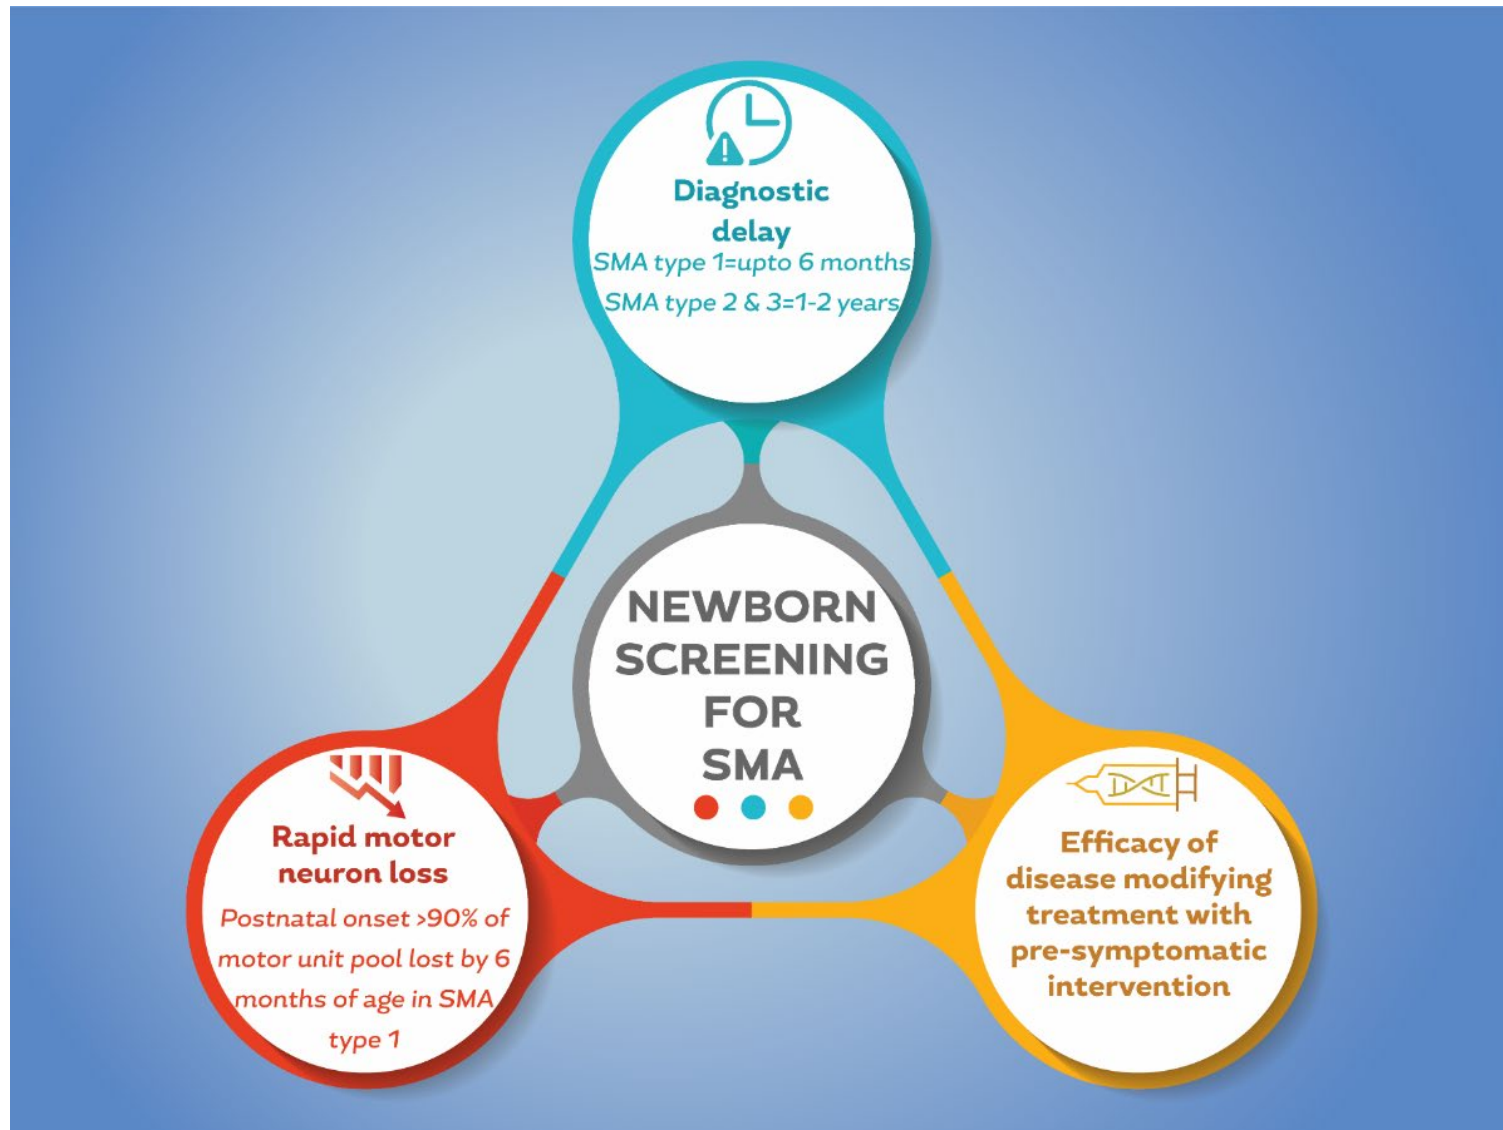 Diagnostic
delay
SMA type 1=upto 6 months
SMA type 2 & 3=1-2 years
NEWBORN
SCREENING
FOR
SMA
Rapid motor
neuron loss
Postnatal onset >90% of
motor unit pool lost by 6
months of age in SMA
type 1
Efficacy of
disease modifying
treatment with
pre-symptomatic
intervention